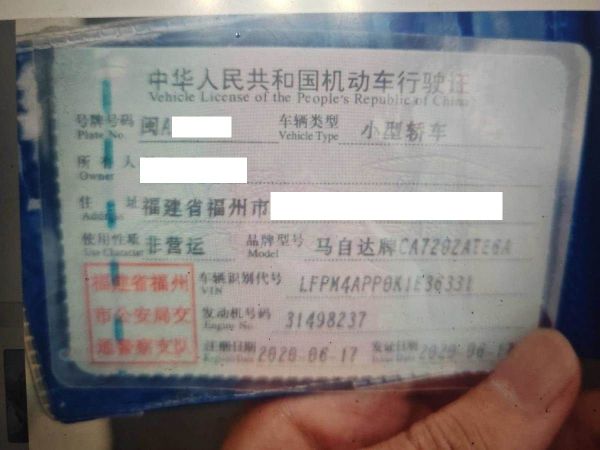 中华人民共和国机动车行驶证
Vehicle License of the People's Republic of China
号牌号码 闽A 车辆类型 小型轿车
Plate No. Vehicle Type
所有人
Owner
住址 福建省福州市
Address
使用性质 非营运 品牌型号 马自达牌CA7202ATE6A
Use Character Model
福建省福州 车辆识别代号 LFPM4APP0K1E36331
VIN
市公安局交 发动机号码 31498237
Engine No.
通警察支队 注册日期 2020.06.17 发证日期 2020.06.17
Register Date Issue Date